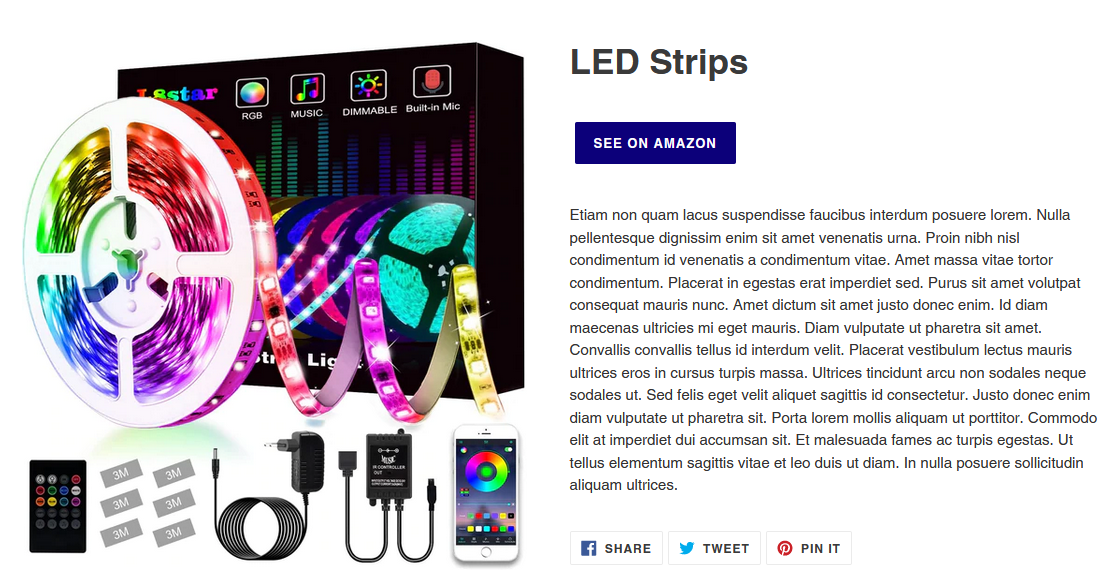 L8star
RGB
MUSIC
DIMMABLE
Built-in Mic
3M 3M
3M 3M
3M 3M
MUSIC
IR CONTROLLER
OUT
LED Strips
SEE ON AMAZON
Etiam non quam lacus suspendisse faucibus interdum posuere lorem. Nulla
pellentesque dignissim enim sit amet venenatis urna. Proin nibh nisl
condimentum id venenatis a condimentum vitae. Amet massa vitae tortor
condimentum. Placerat in egestas erat imperdiet sed. Purus sit amet volutpat
consequat mauris nunc. Amet dictum sit amet justo donec enim. Id diam
maecenas ultricies mi eget mauris. Diam vulputate ut pharetra sit amet.
Convallis convallis tellus id interdum velit. Placerat vestibulum lectus mauris
ultrices eros in cursus turpis massa. Ultrices tincidunt arcu non sodales neque
sodales ut. Sed felis eget velit aliquet sagittis id consectetur. Justo donec enim
diam vulputate ut pharetra sit. Porta lorem mollis aliquam ut porttitor. Commodo
elit at imperdiet dui accumsan sit. Et malesuada fames ac turpis egestas. Ut
tellus elementum sagittis vitae et leo duis ut diam. In nulla posuere sollicitudin
aliquam ultrices.
SHARE
TWEET
PIN IT